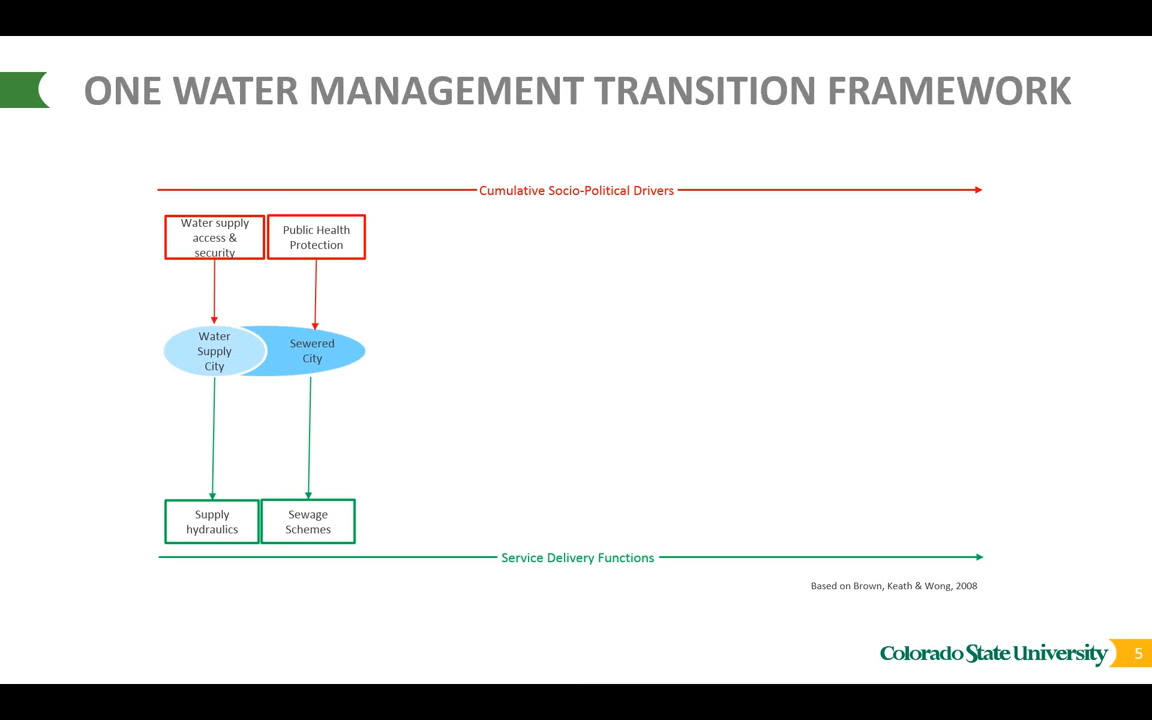 ONE WATER MANAGEMENT TRANSITION FRAMEWORK
Cumulative Socio-Political Drivers
Water supply
access &
security
Public Health
Protection
Water
Supply
City
Sewered
City
Supply
hydraulics
Sewage
Schemes
Service Delivery Functions
Based on Brown, Keath & Wong, 2008
Colorado State University
5